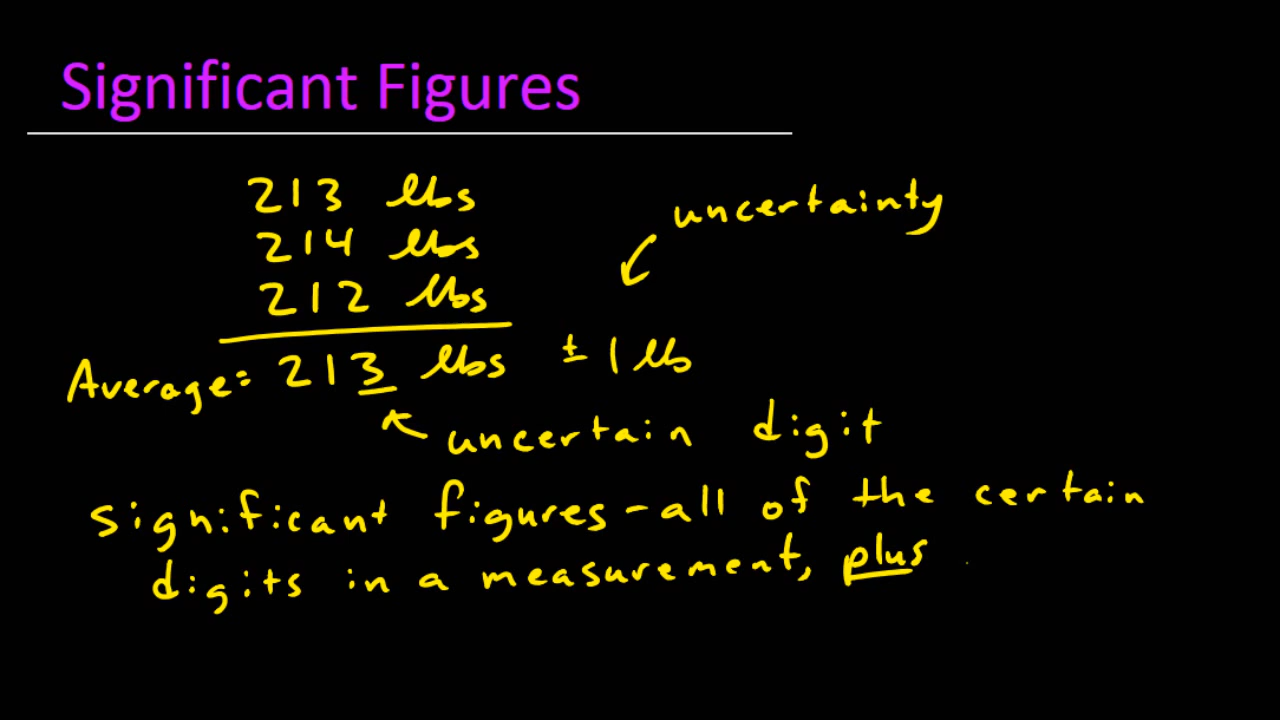 Significant Figures
213 lbs
214 lbs
uncertainty
212 lbs
Average= 213 lbs ± 1 lb
uncertain digit
significant figures - all of the certain
digits in a measurement, plus